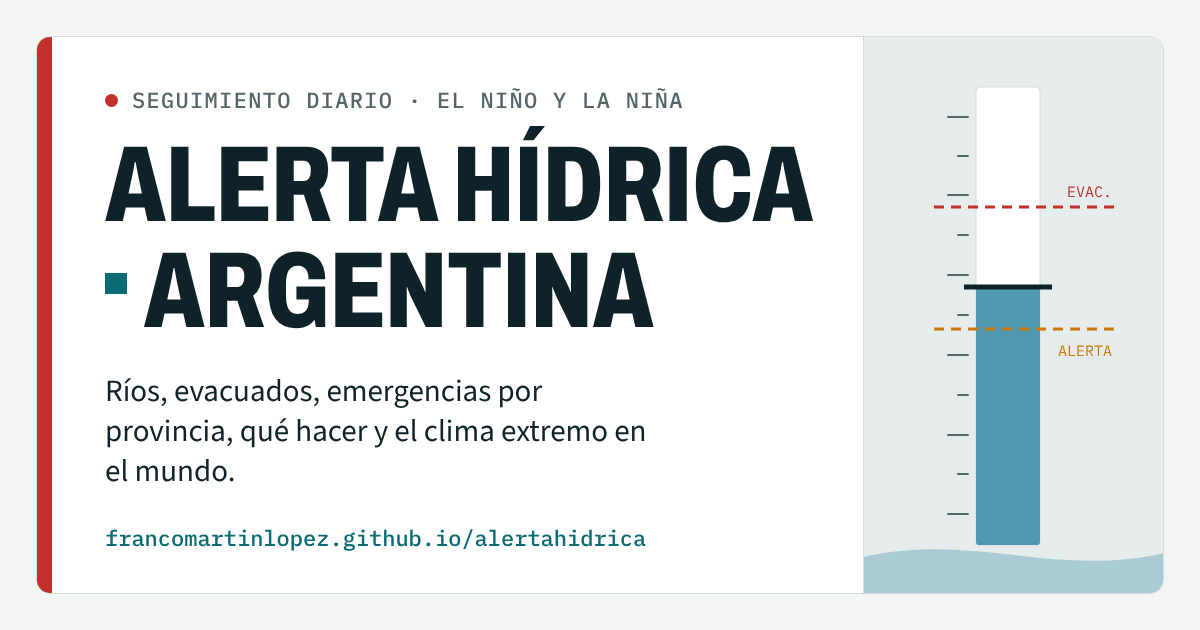 SEGUIMIENTO DIARIO · EL NIÑO Y LA NIÑA
ALERTA HÍDRICA
ARGENTINA
Ríos, evacuados, emergencias por
provincia, qué hacer y el clima extremo en
el mundo.
francomartinlopez.github.io/alertahidrica
EVAC.
ALERTA